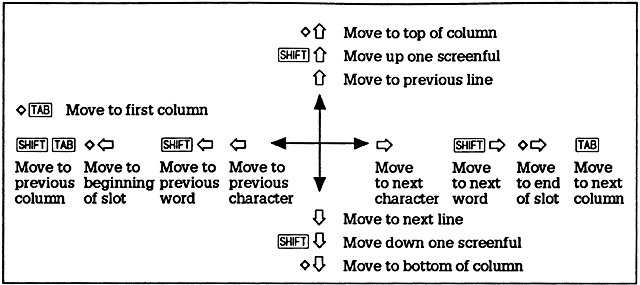 ◇⇧ Move to top of column
SHIFT ⇧ Move up one screenful
⇧ Move to previous line
◇ TAB Move to first column
SHIFT TAB Move to previous column
◇⇦ Move to beginning of slot
SHIFT ⇦ Move to previous word
⇦ Move to previous character
⇨ Move to next character
SHIFT ⇨ Move to next word
◇⇨ Move to end of slot
TAB Move to next column
⇩ Move to next line
SHIFT ⇩ Move down one screenful
◇⇩ Move to bottom of column